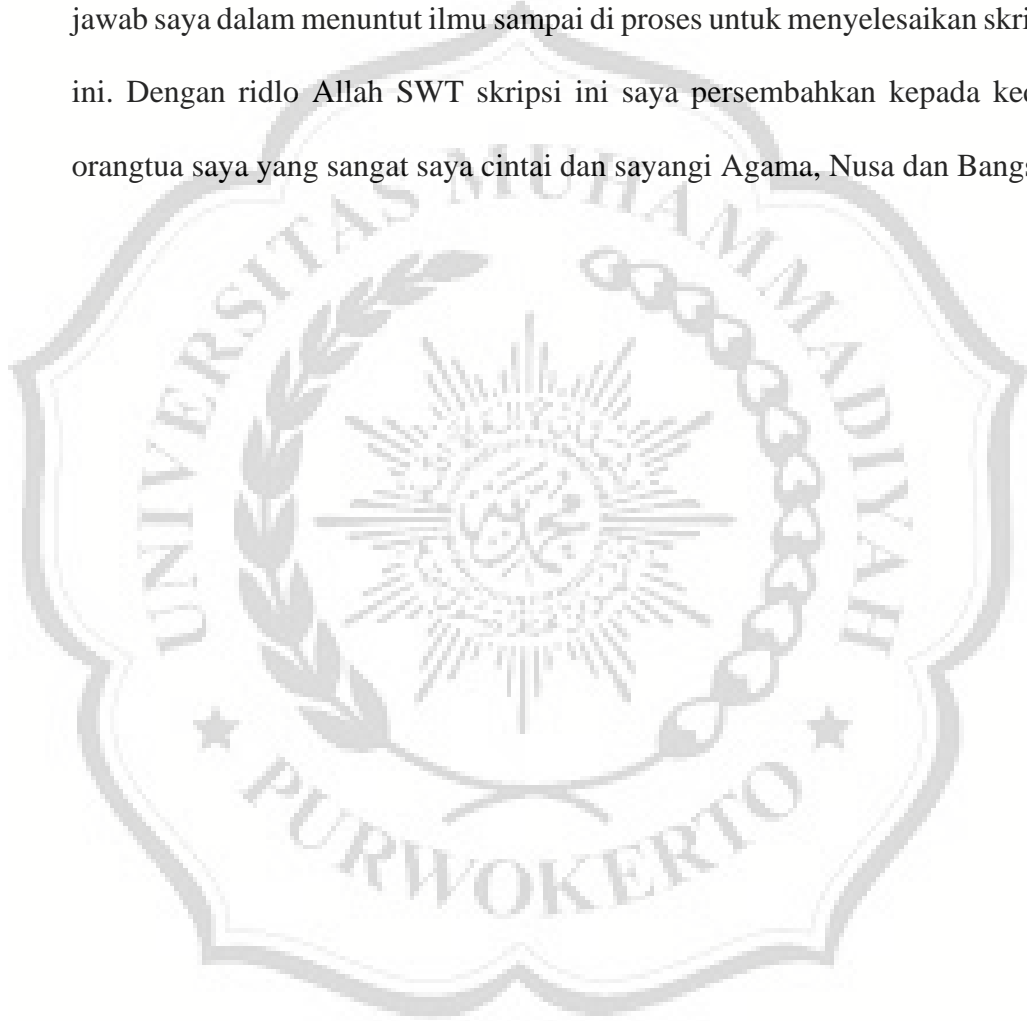 jawab saya dalam menuntut ilmu sampai di proses untuk menyelesaikan skri
ini. Dengan ridlo Allah SWT skripsi ini saya persembahkan kepada ked
orangtua saya yang sangat saya cintai dan sayangi Agama, Nusa dan Bangs
UNIVERSITAS MUHAMMADIYAH
PURWOKERTO